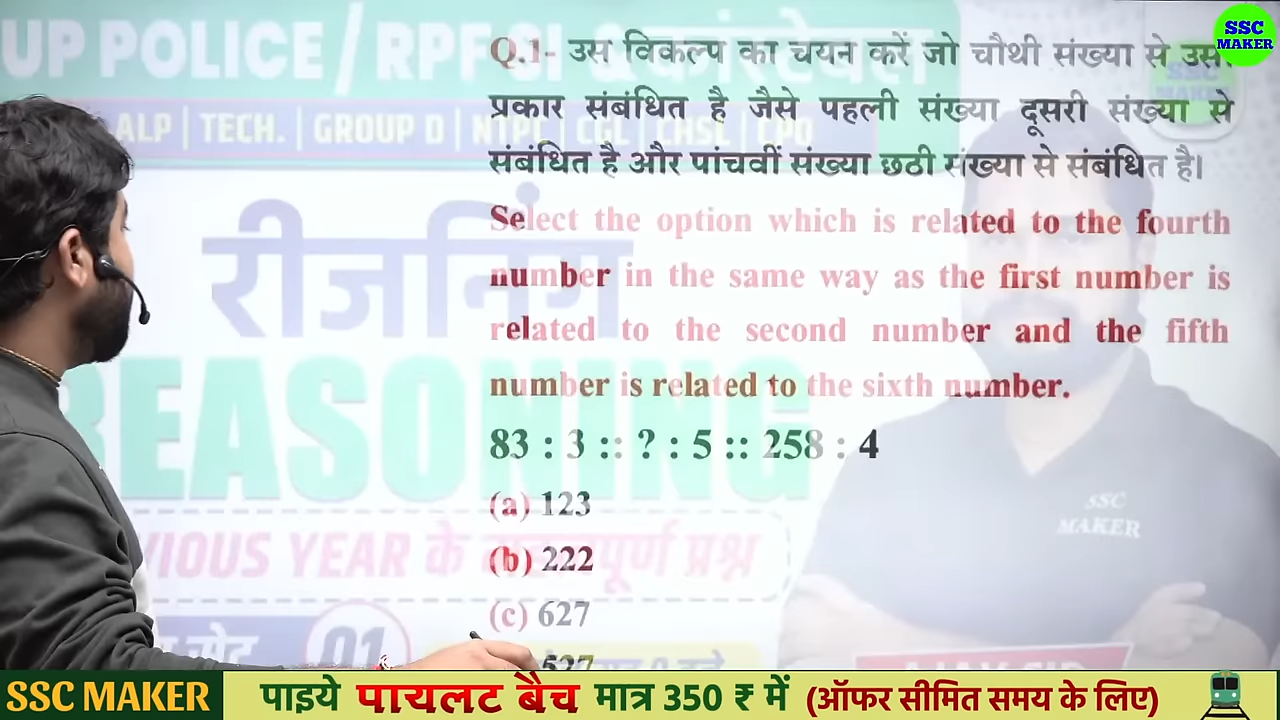 UP POLICE / RPF
SSC
MAKER
Q.1- उस विकल्प का चयन करें जो चौथी संख्या से उस
प्रकार संबंधित है जैसे पहली संख्या दूसरी संख्या से
ALP | TECH. | GROUP D | NTPC | CGL | CHSL | CPO
संबंधित है और पांचवीं संख्या छठी संख्या से संबंधित है।
रीजनिंग
Select the option which is related to the fourth
number in the same way as the first number is
related to the second number and the fifth
number is related to the sixth number.
REASONING
83 : 3 :: ? : 5 :: 258 : 4
(a) 123
(b) 222
(c) 627
527
SSC
MAKER
01
SSC MAKER पाइये पायलट बैच मात्र 350 ₹ में (ऑफर सीमित समय के लिए)